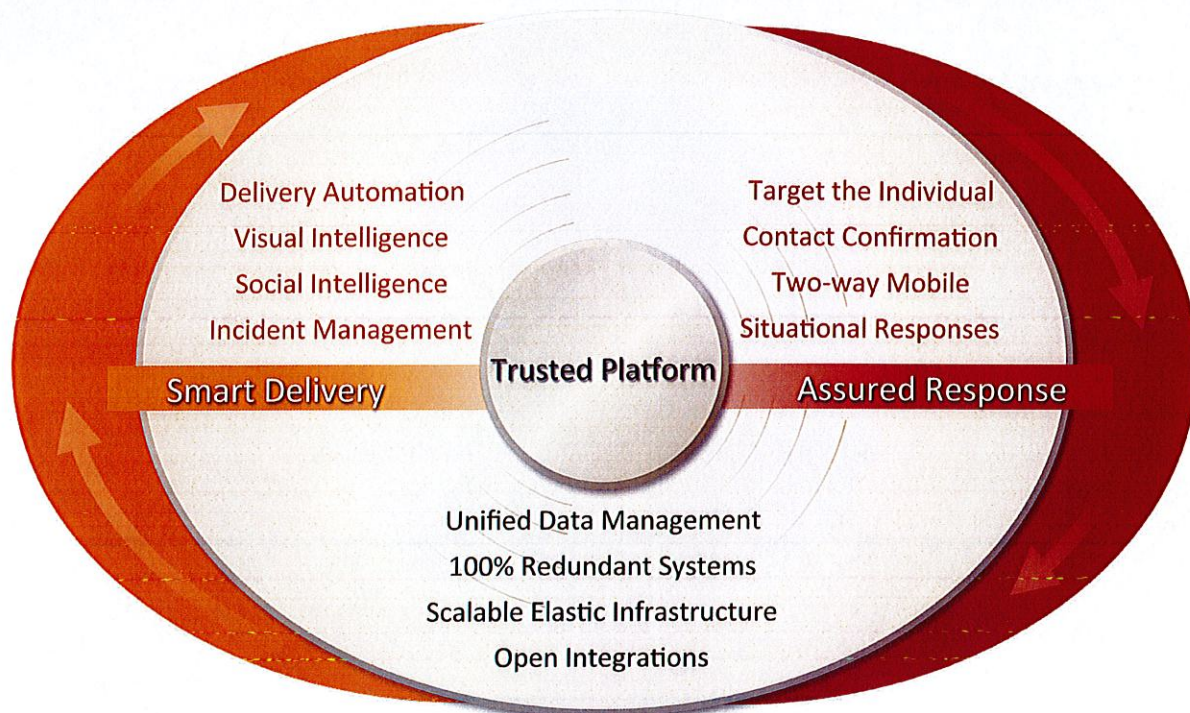 Delivery Automation
Visual Intelligence
Social Intelligence
Incident Management
Target the Individual
Contact Confirmation
Two-way Mobile
Situational Responses
Smart Delivery
Trusted Platform
Assured Response
Unified Data Management
100% Redundant Systems
Scalable Elastic Infrastructure
Open Integrations